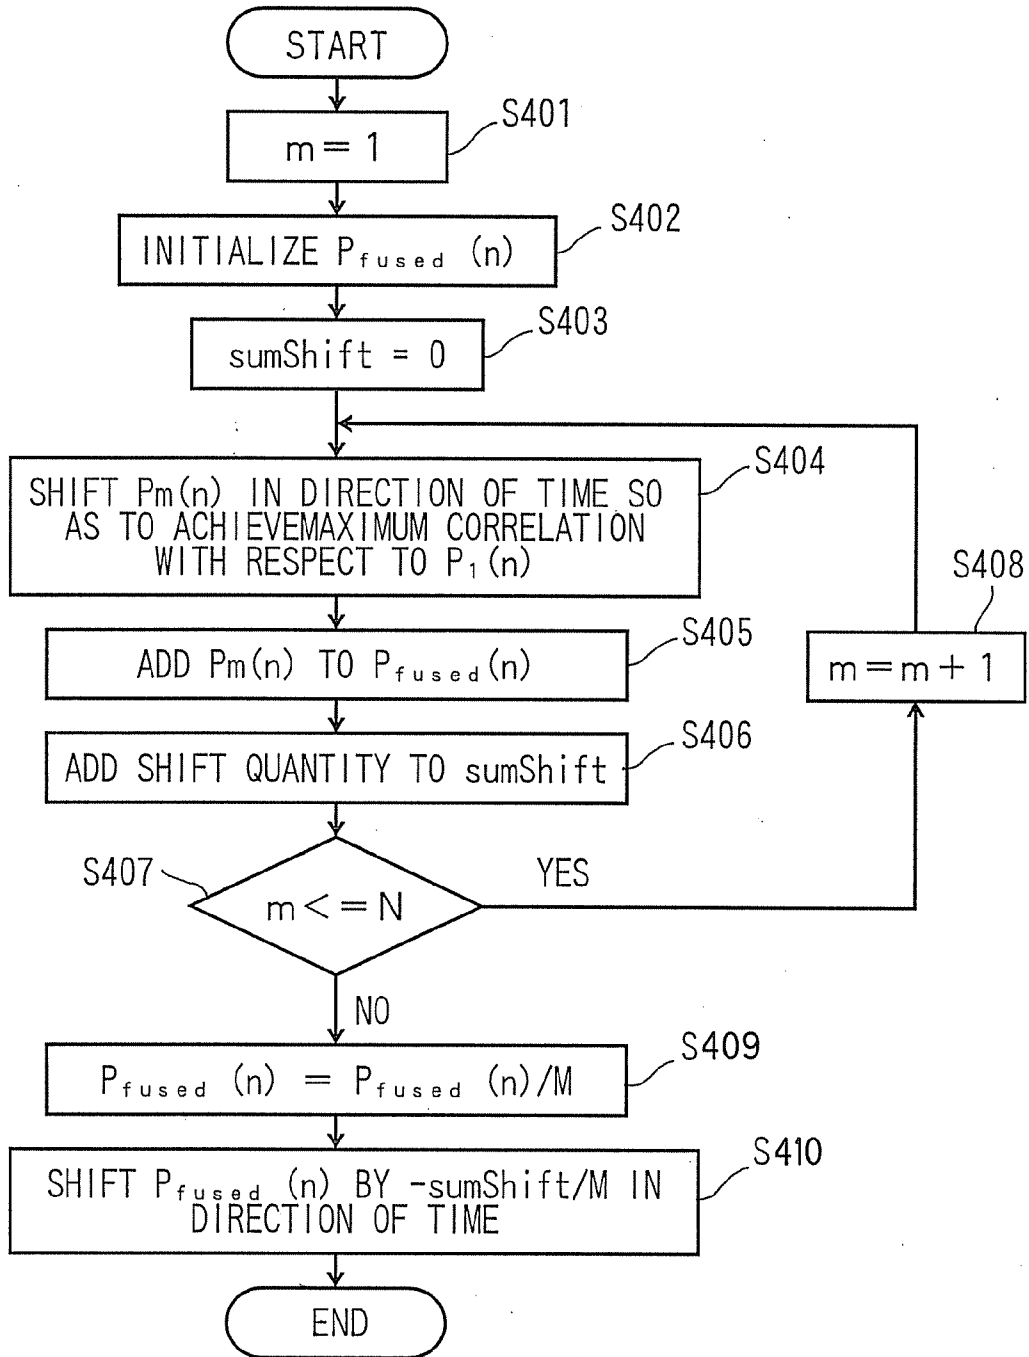 START
S401
m = 1
S402
INITIALIZE Pfused (n)
S403
sumShift = 0
S404
SHIFT Pm(n) IN DIRECTION OF TIME SO
AS TO ACHIEVEMAXIMUM CORRELATION
WITH RESPECT TO P1(n)
S408
m = m + 1
S405
ADD Pm(n) TO Pfused(n)
S406
ADD SHIFT QUANTITY TO sumShift
S407
m <= N
YES
NO
S409
Pfused (n) = Pfused (n)/M
S410
SHIFT Pfused (n) BY -sumShift/M IN
DIRECTION OF TIME
END